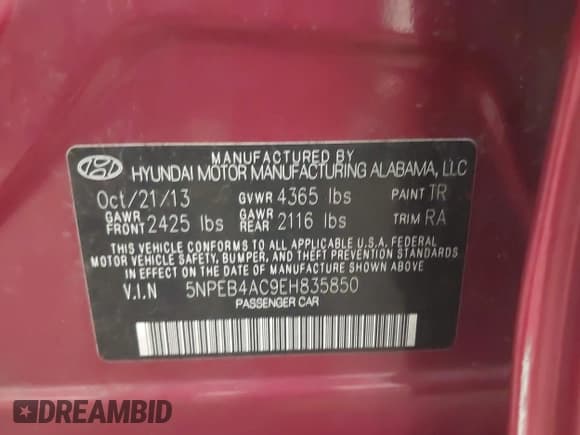 MANUFACTURED BY
HYUNDAI MOTOR MANUFACTURING ALABAMA, LLC
Oct/21/13 GVWR 4365 lbs PAINT TR
GAWR FRONT 2425 lbs GAWR REAR 2116 lbs TRIM RA
THIS VEHICLE CONFORMS TO ALL APPLICABLE U.S.A. FEDERAL
MOTOR VEHICLE SAFETY, BUMPER, AND THEFT PREVENTION STANDARDS
IN EFFECT ON THE DATE OF MANUFACTURE SHOWN ABOVE.
V.I.N 5NPEB4AC9EH835850
PASSENGER CAR
DREAMBID